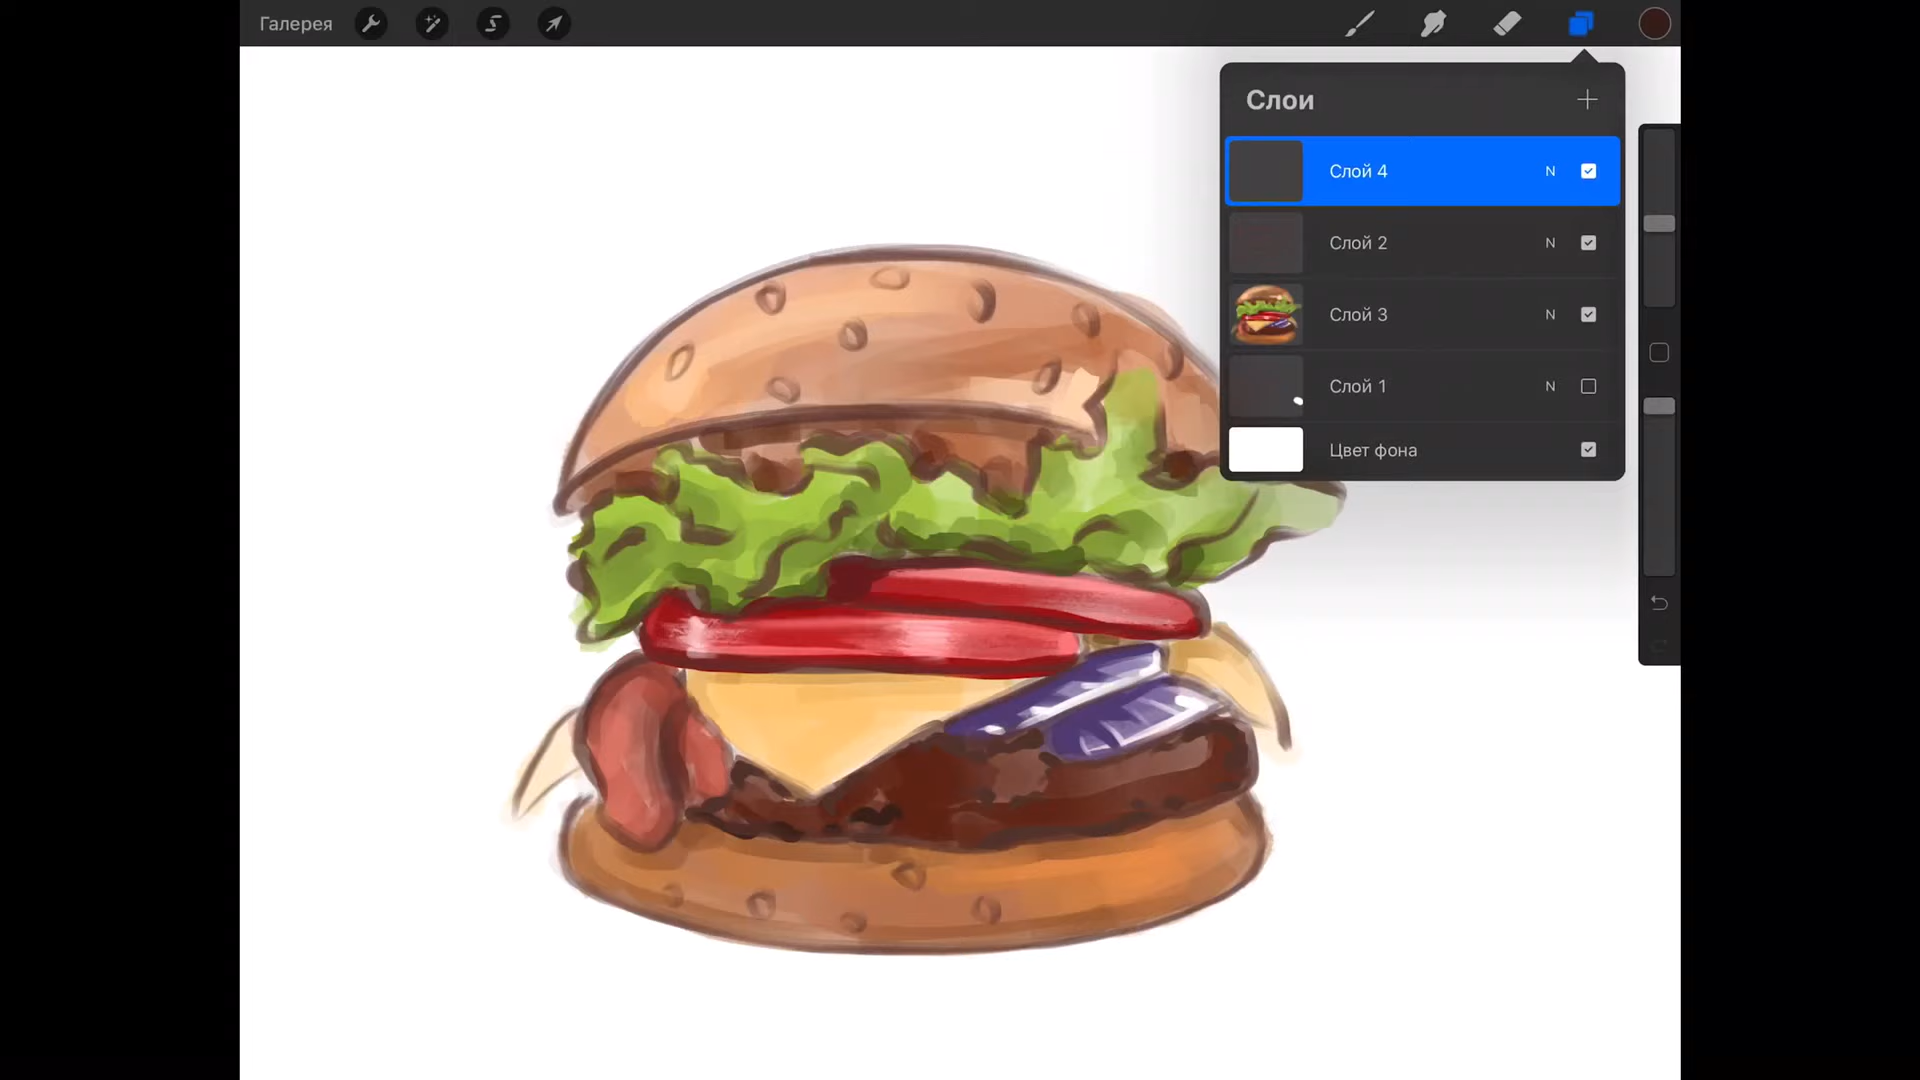 Галерея
Слои
Слой 4 N
Слой 2 N
Слой 3 N
Слой 1 N
Цвет фона